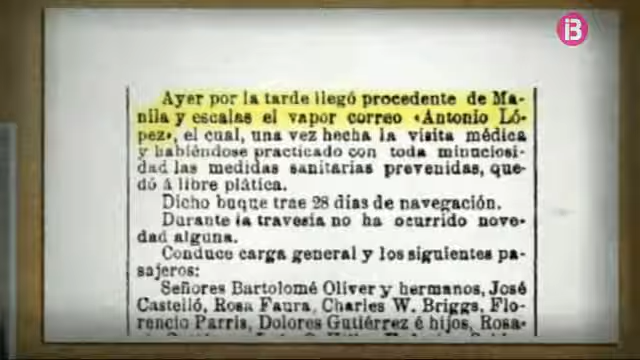 IB
Ayer por la tarde llegó procedente de Ma-
nila y escalas el vapor correo «Antonio Ló-
pez», el cual, una vez hecha la visita médica
y habiéndose practicado con toda minuciosi-
dad las medidas sanitarias prevenidas, que-
dó á libre plática.
Dicho buque trae 28 días de navegación.
Durante la travesía no ha ocurrido nove-
dad alguna.
Conduce carga general y los siguientes pa-
sajeros:
Señores Bartolomé Oliver y hermanos, José
Castelló, Rosa Faura, Charles W. Briggs, Flo-
rencio Parris, Dolores Gutiérrez é hijos, Rosa-